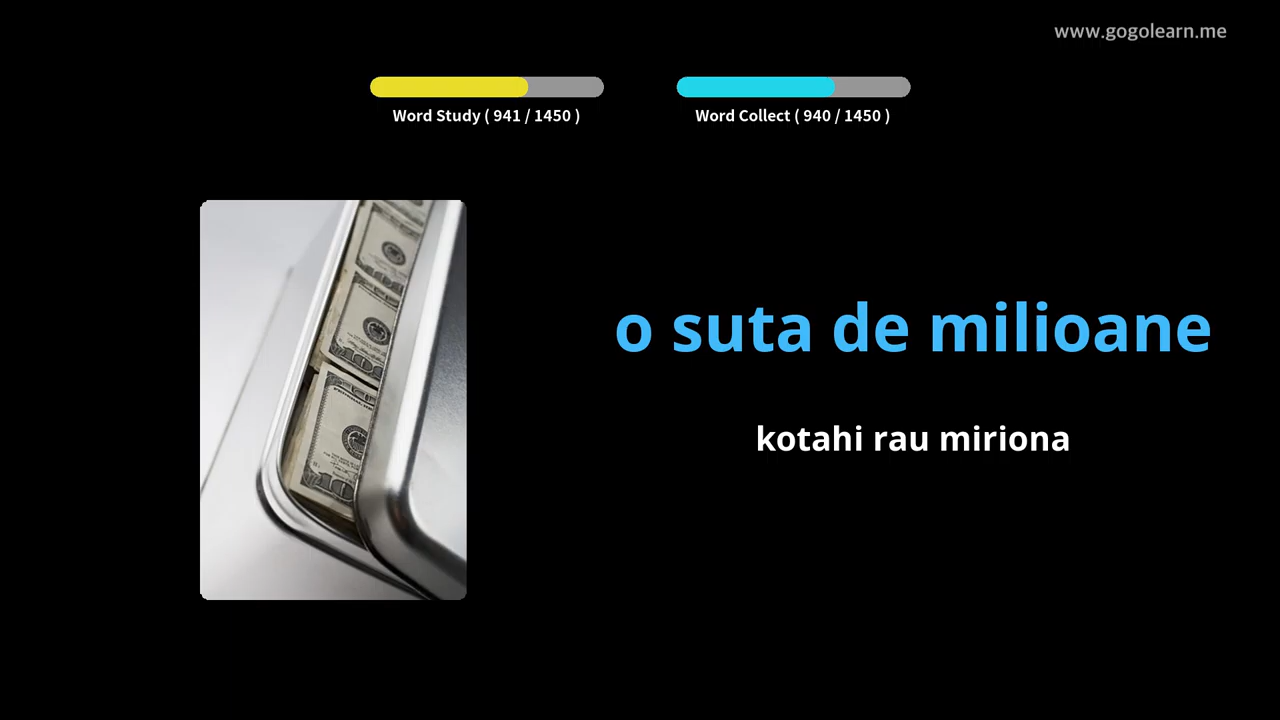 www.gogolearn.me
Word Study ( 941 / 1450 )
Word Collect ( 940 / 1450 )
o suta de milioane
kotahi rau miriona